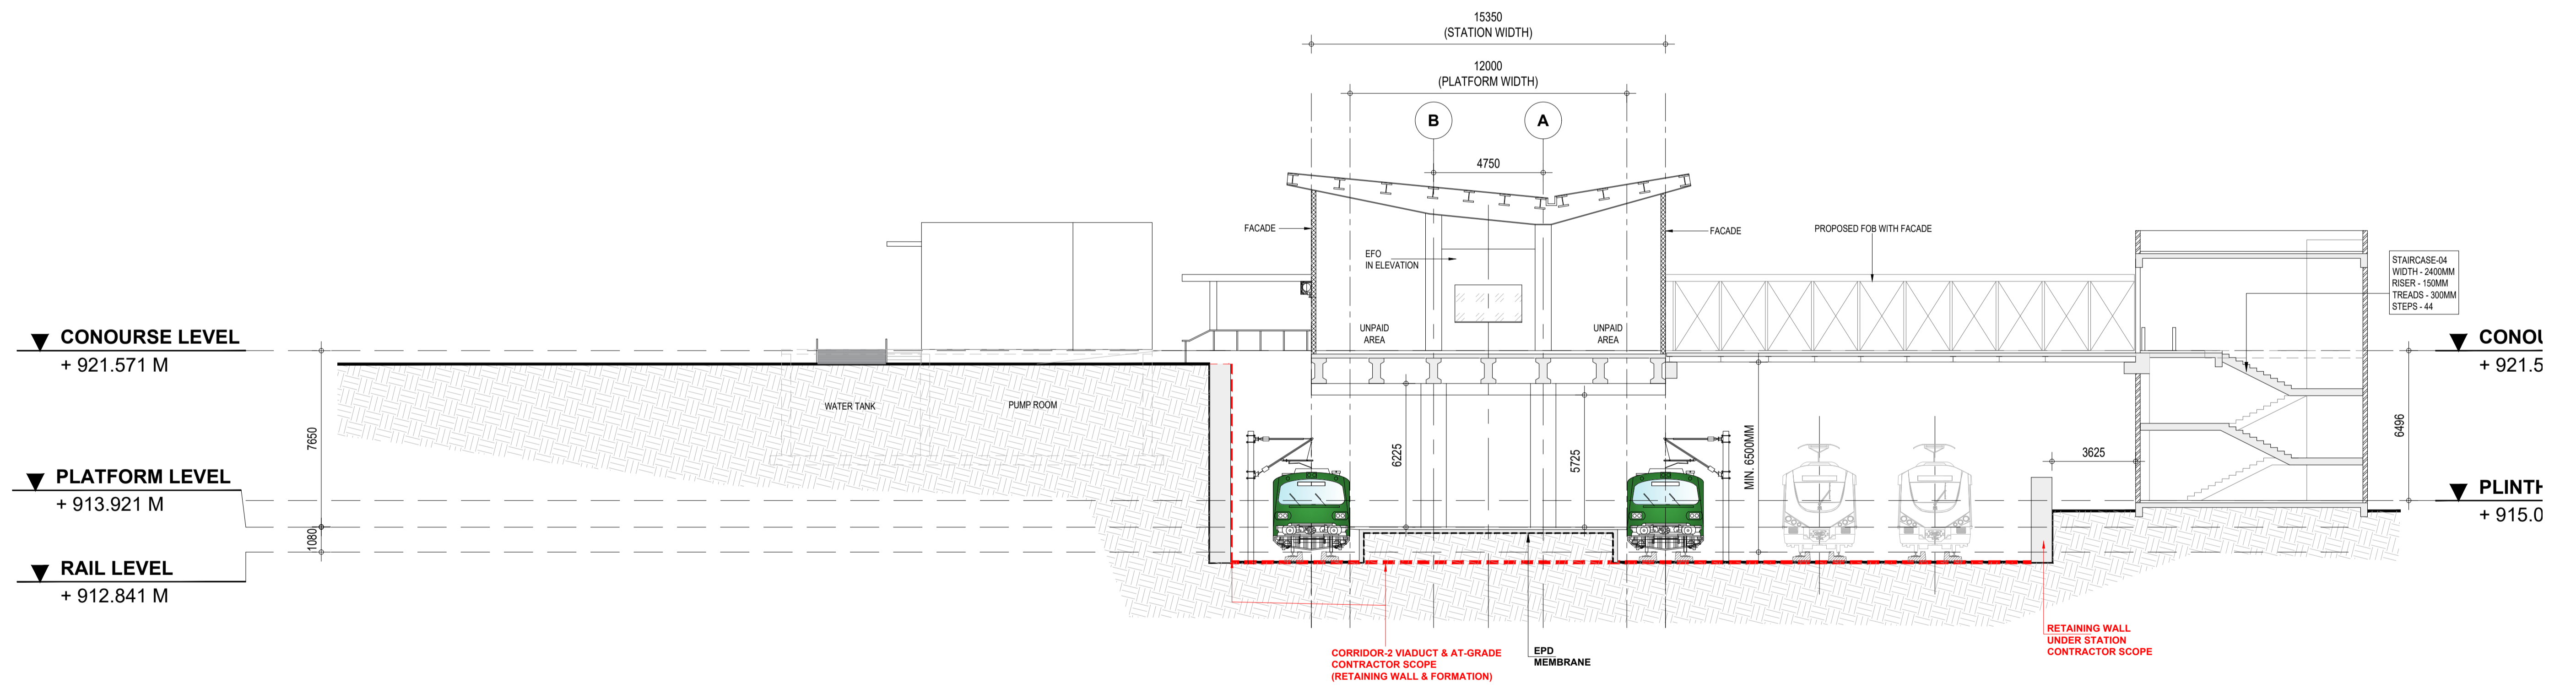 15350
(STATION WIDTH)
12000
(PLATFORM WIDTH)
B
A
4750
FACADE
FACADE
PROPOSED FOB WITH FACADE
EFO
IN ELEVATION
STAIRCASE-04
WIDTH - 2400MM
RISER - 150MM
TREADS - 300MM
STEPS - 44
UNPAID
AREA
UNPAID
AREA
CONOURSE LEVEL
+ 921.571 M
CONOU
+ 921.5
WATER TANK
PUMP ROOM
7650
6225
5725
MIN. 6500MM
3625
6496
PLATFORM LEVEL
+ 913.921 M
PLINTH
+ 915.0
1080
RAIL LEVEL
+ 912.841 M
CORRIDOR-2 VIADUCT & AT-GRADE
CONTRACTOR SCOPE
(RETAINING WALL & FORMATION)
EPD
MEMBRANE
RETAINING WALL
UNDER STATION
CONTRACTOR SCOPE